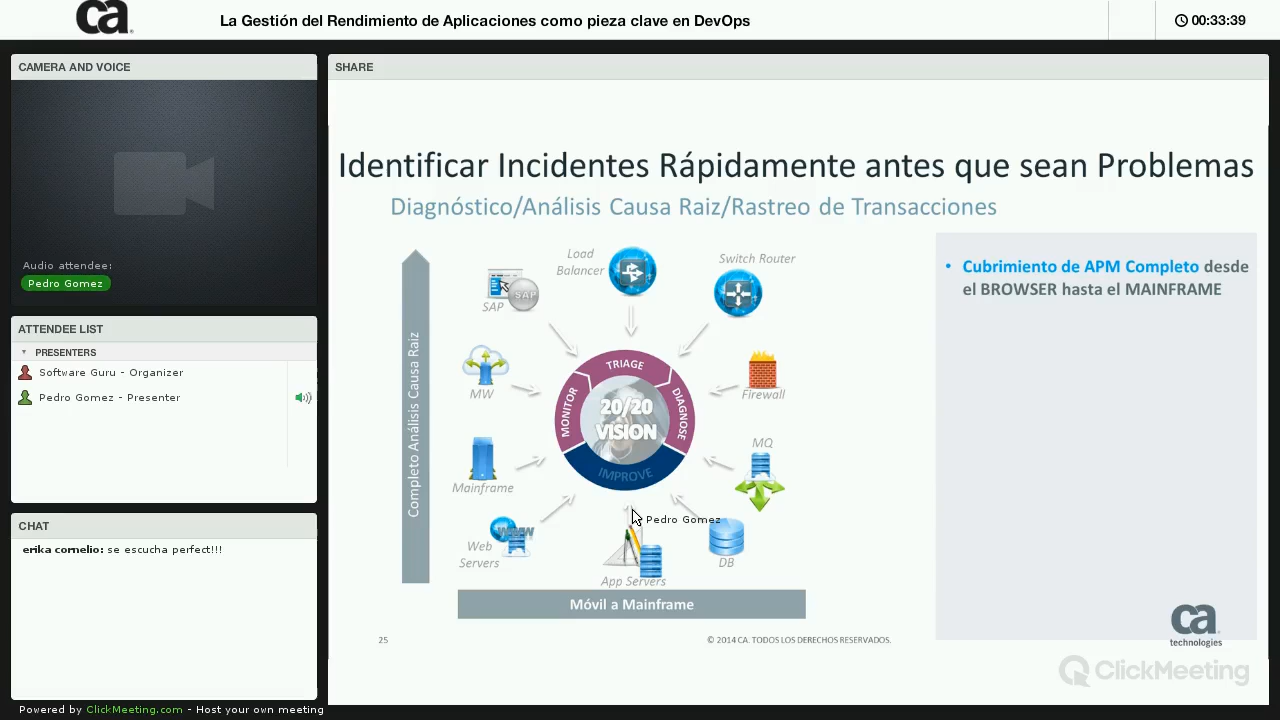 ca
La Gestión del Rendimiento de Aplicaciones como pieza clave en DevOps
00:33:39
CAMERA AND VOICE
Audio attendee:
Pedro Gomez
ATTENDEE LIST
PRESENTERS
Software Guru - Organizer
Pedro Gomez - Presenter
CHAT
erika cornelio: se escucha perfect!!!
Powered by ClickMeeting.com - Host your own meeting
SHARE
Identificar Incidentes Rápidamente antes que sean Problemas
Diagnóstico/Análisis Causa Raiz/Rastreo de Transacciones
Completo Análisis Causa Raiz
Load
Balancer
Switch Router
SAP
SAP
MW
Firewall
TRIAGE
MONITOR
DIAGNOSE
20/20
VISION
IMPROVE
MQ
Mainframe
Pedro Gomez
WWW
Web
Servers
App Servers
DB
Móvil a Mainframe
• Cubrimiento de APM Completo desde
el BROWSER hasta el MAINFRAME
25
© 2014 CA. TODOS LOS DERECHOS RESERVADOS.
ca
technologies
ClickMeeting